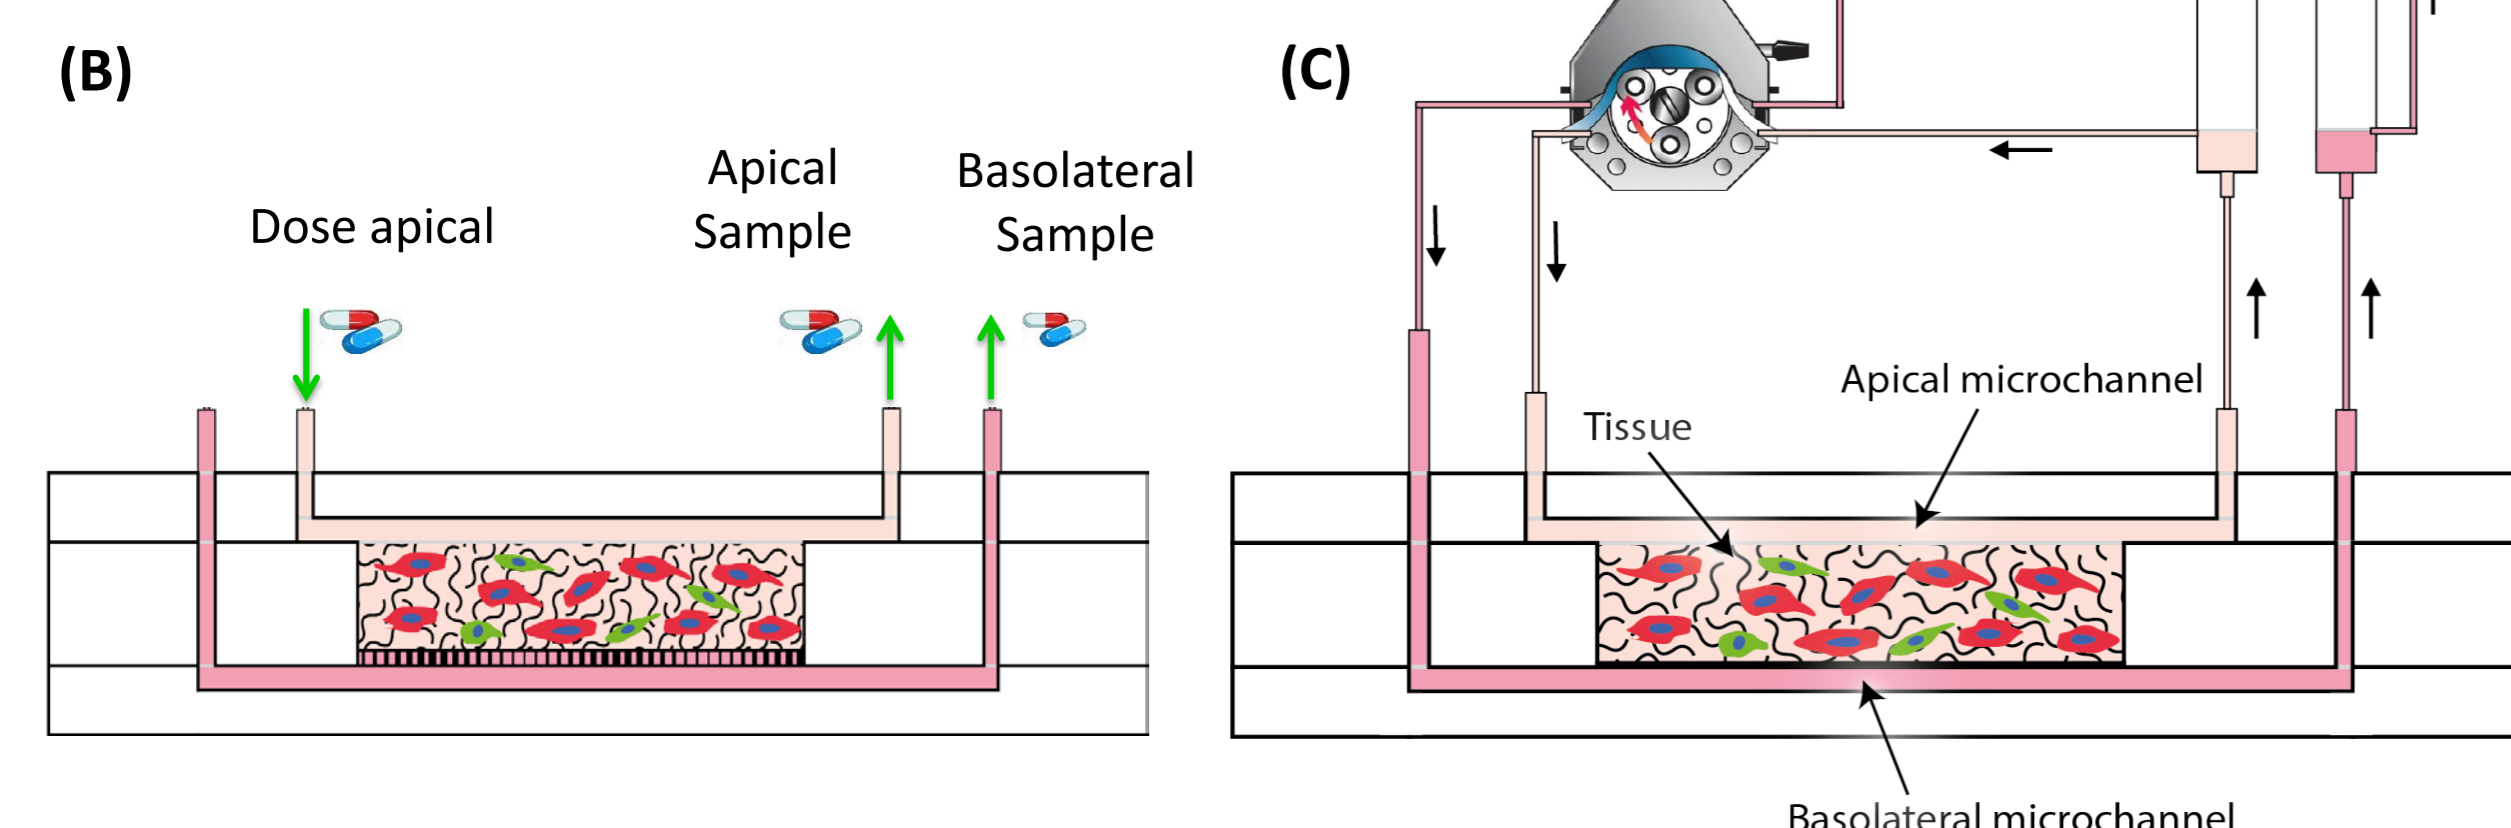 (B)
Dose apical
Apical
Sample
Basolateral
Sample
(C)
Apical microchannel
Tissue
Basolateral microchannel